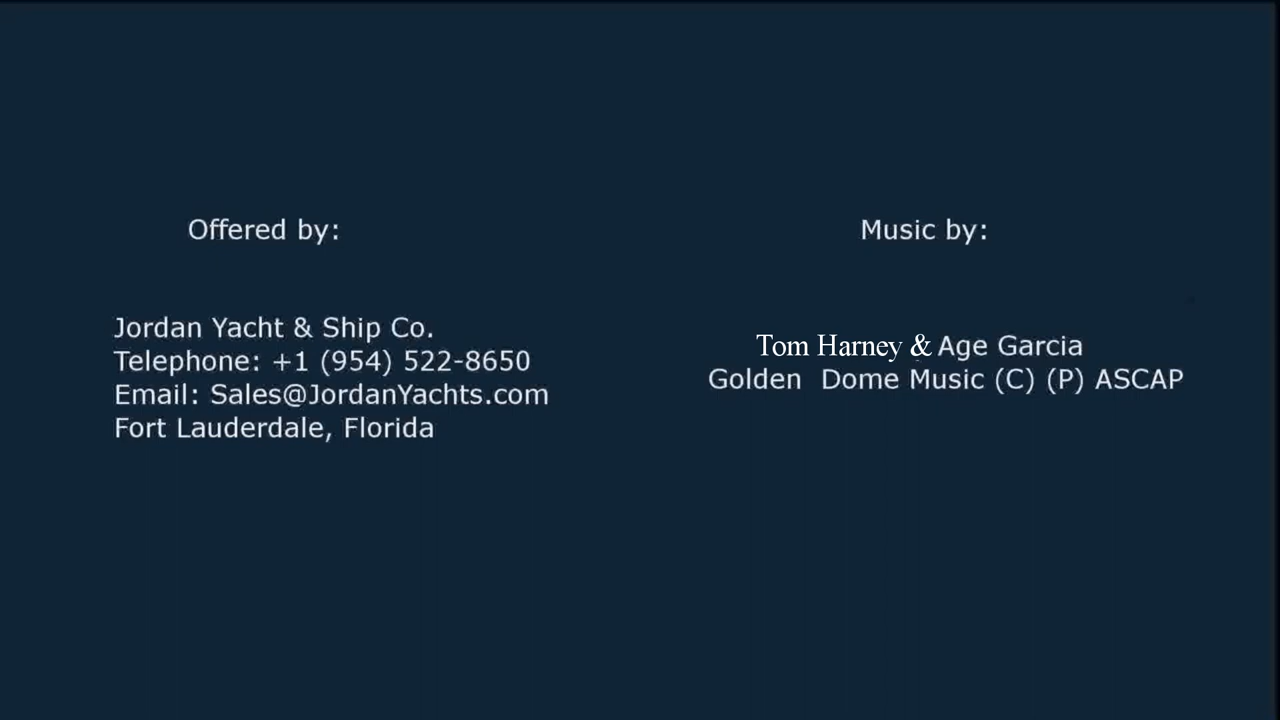 Offered by:
Jordan Yacht & Ship Co.
Telephone: +1 (954) 522-8650
Email: Sales@JordanYachts.com
Fort Lauderdale, Florida
Music by:
Tom Harney & Age Garcia
Golden  Dome Music (C) (P) ASCAP